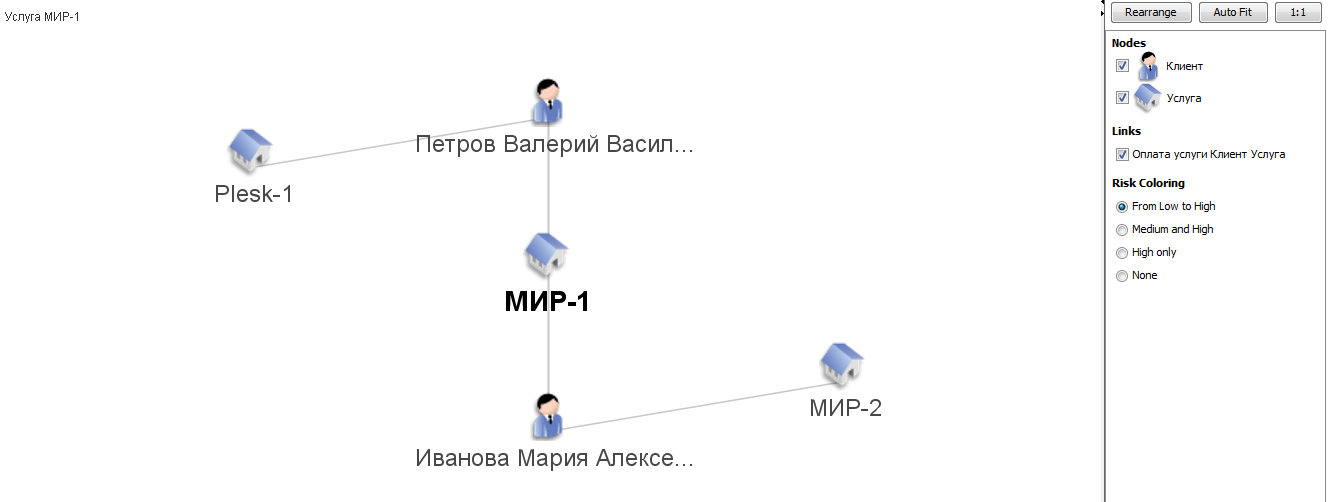 Услуга МИР-1
Петров Валерий Васил...
Plesk-1
МИР-1
МИР-2
Иванова Мария Алексе...
Rearrange
Auto Fit
1:1
Nodes
Клиент
Услуга
Links
Оплата услуги Клиент Услуга
Risk Coloring
From Low to High
Medium and High
High only
None